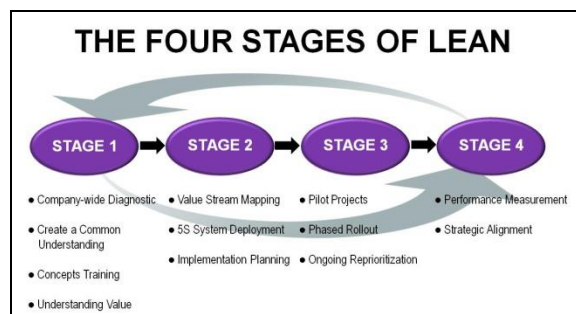 THE FOUR STAGES OF LEAN
STAGE 1
STAGE 2
STAGE 3
STAGE 4
● Company-wide Diagnostic
● Create a Common
Understanding
● Concepts Training
● Understanding Value
● Value Stream Mapping
● 5S System Deployment
● Implementation Planning
● Pilot Projects
● Phased Rollout
● Ongoing Reprioritization
● Performance Measurement
● Strategic Alignment